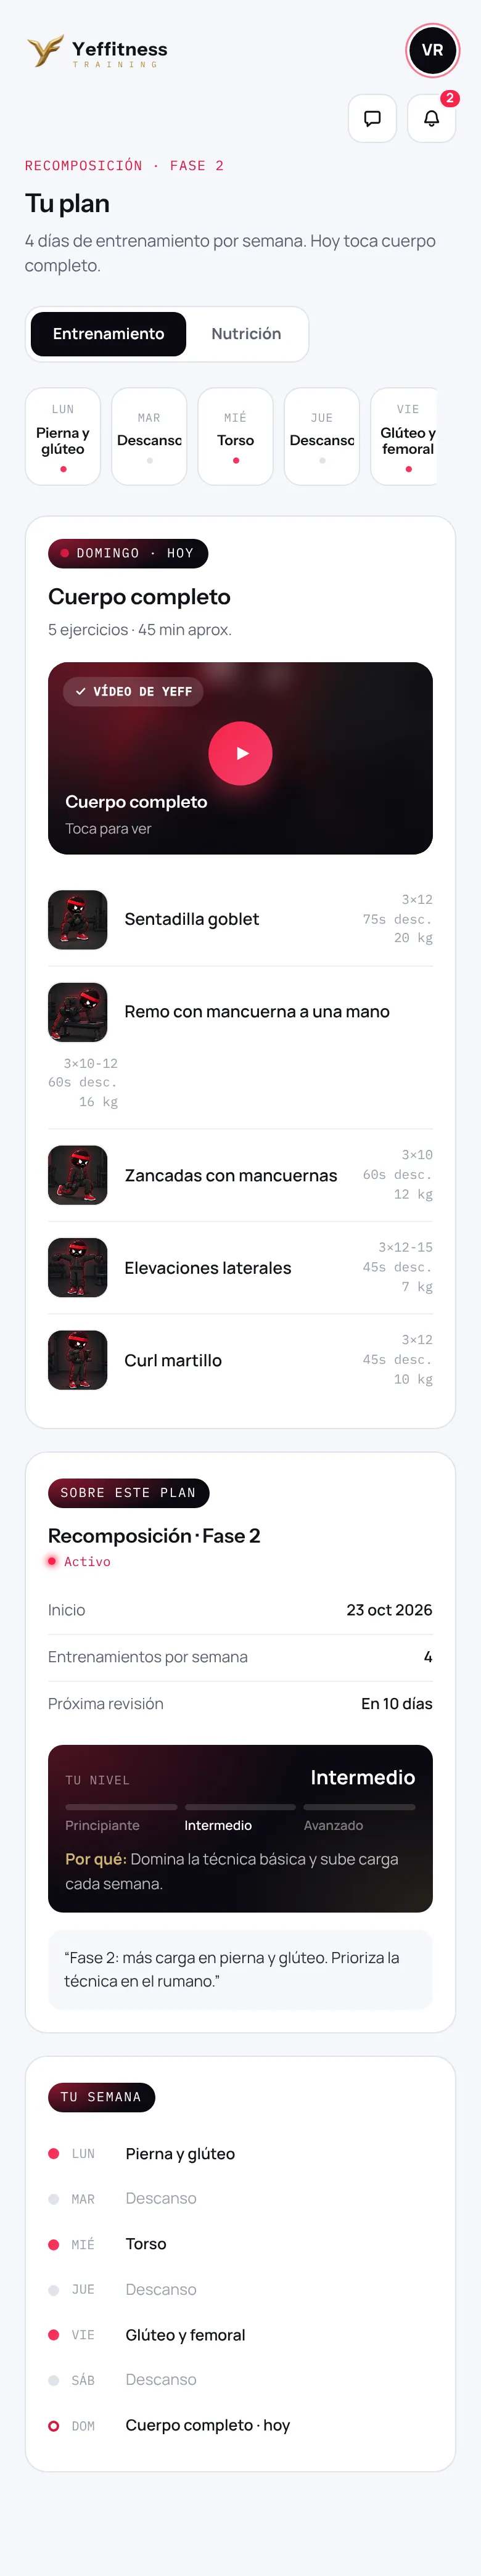 Yeffitness
TRAINING
VR
2
RECOMPOSICIÓN · FASE 2
Tu plan
4 días de entrenamiento por semana. Hoy toca cuerpo
completo.
Entrenamiento
Nutrición
LUN
Pierna y
glúteo
MAR
Descanso
MIÉ
Torso
JUE
Descanso
VIE
Glúteo y
femoral
DOMINGO · HOY
Cuerpo completo
5 ejercicios · 45 min aprox.
VÍDEO DE YEFF
Cuerpo completo
Toca para ver
Sentadilla goblet
3×12
75s desc.
20 kg
Remo con mancuerna a una mano
3×10-12
60s desc.
16 kg
Zancadas con mancuernas
3×10
60s desc.
12 kg
Elevaciones laterales
3×12-15
45s desc.
7 kg
Curl martillo
3×12
45s desc.
10 kg
SOBRE ESTE PLAN
Recomposición · Fase 2
Activo
Inicio
23 oct 2026
Entrenamientos por semana
4
Próxima revisión
En 10 días
TU NIVEL
Intermedio
Principiante
Intermedio
Avanzado
Por qué: Domina la técnica básica y sube carga
cada semana.
“Fase 2: más carga en pierna y glúteo. Prioriza la
técnica en el rumano.”
TU SEMANA
LUN
Pierna y glúteo
MAR
Descanso
MIÉ
Torso
JUE
Descanso
VIE
Glúteo y femoral
SÁB
Descanso
DOM
Cuerpo completo · hoy